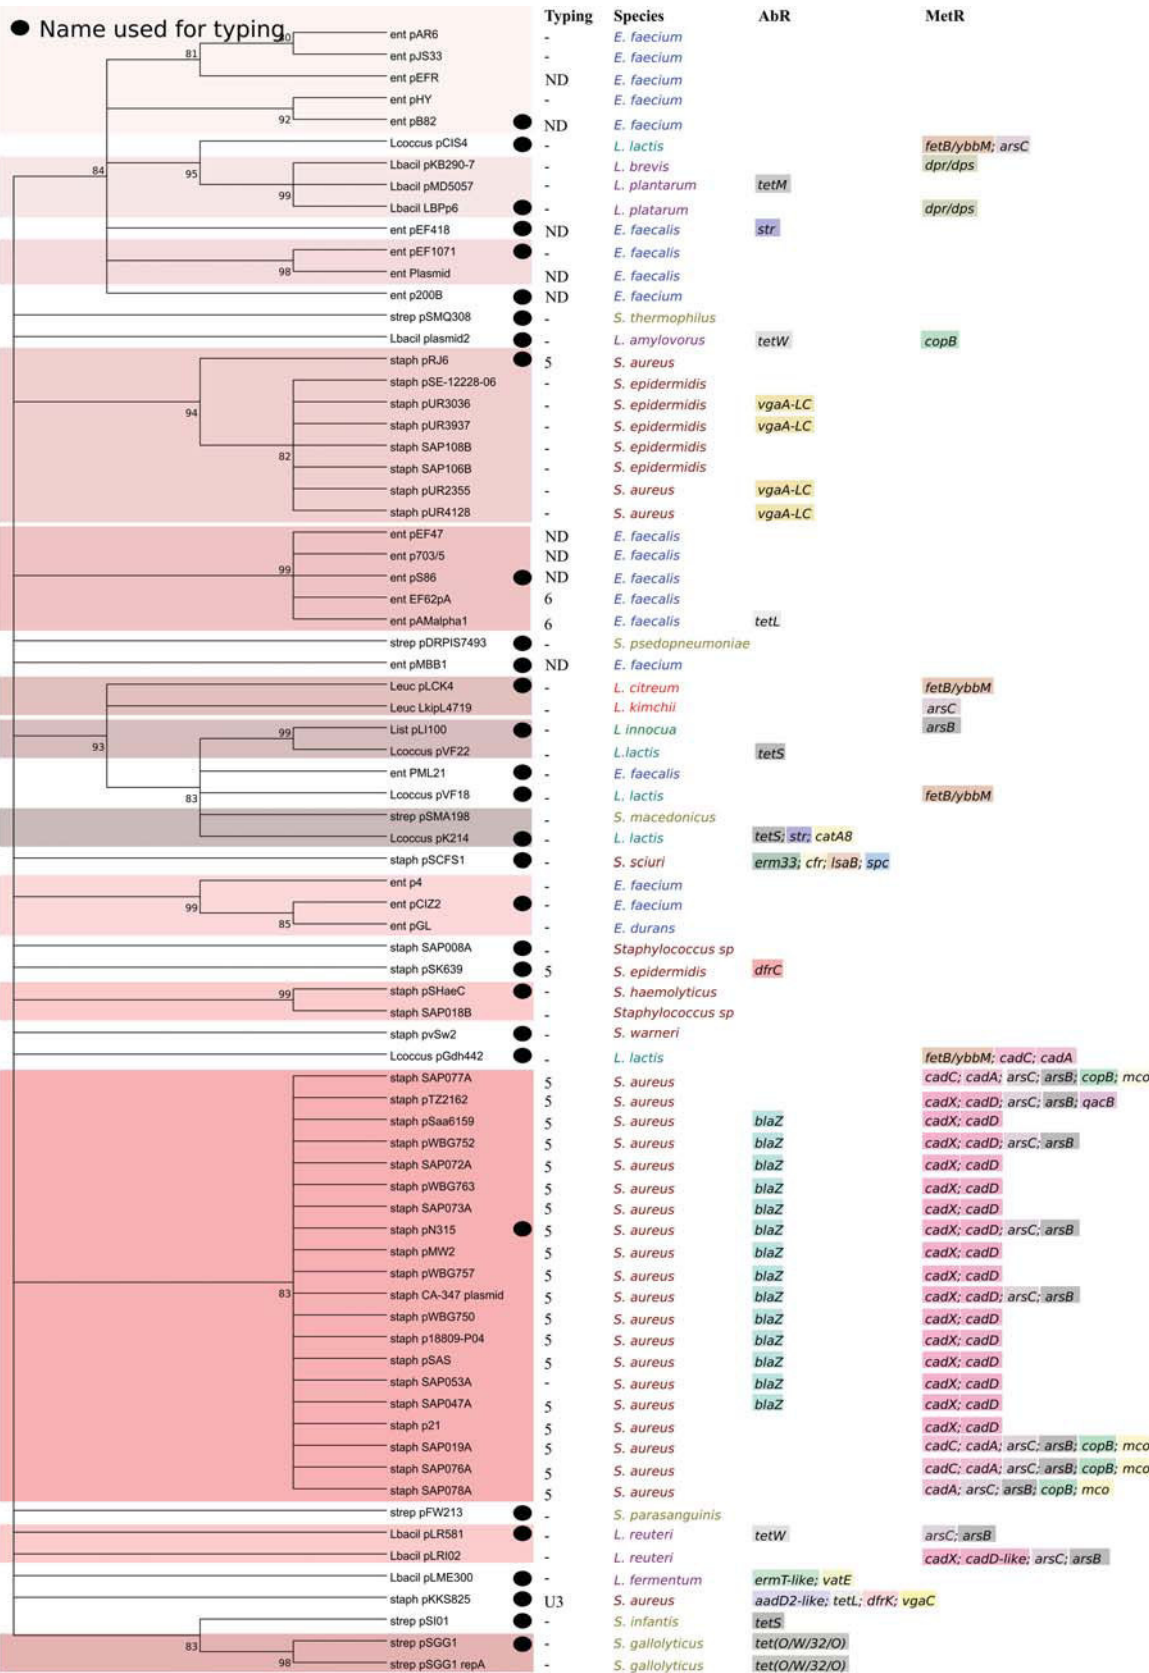 Typing Species AbR MetR
● Name used for typing
ent pAR6 - E. faecium
81
ent pJS33 - E. faecium
ent pEFR ND E. faecium
ent pHY - E. faecium
92
ent pB82 ● ND E. faecium
Lcoccus pCIS4 ● - L. lactis fetB/ybbM; arsC
84
95
Lbacil pKB290-7 - L. brevis dpr/dps
Lbacil pMD5057 - L. plantarum tetM
99
Lbacil LBPp6 ● - L. platarum dpr/dps
ent pEF418 ● ND E. faecalis str
ent pEF1071 ● - E. faecalis
98
ent Plasmid ND E. faecalis
ent p200B ● ND E. faecium
strep pSMQ308 ● - S. thermophilus
Lbacil plasmid2 ● - L. amylovorus tetW copB
staph pRJ6 ● 5 S. aureus
staph pSE-12228-06 - S. epidermidis
staph pUR3036 - S. epidermidis vgaA-LC
94
staph pUR3937 - S. epidermidis vgaA-LC
staph SAP108B - S. epidermidis
82
staph SAP106B - S. epidermidis
staph pUR2355 - S. aureus vgaA-LC
staph pUR4128 - S. aureus vgaA-LC
ent pEF47 ND E. faecalis
ent p703/5 ND E. faecalis
99
ent pS86 ● ND E. faecalis
ent EF62pA 6 E. faecalis
ent pAMalpha1 6 E. faecalis tetL
strep pDRPIS7493 ● - S. psedopneumoniae
ent pMBB1 ● ND E. faecium
Leuc pLCK4 ● - L. citreum fetB/ybbM
Leuc LkipL4719 - L. kimchii arsC
List pLI100 ● - L innocua arsB
99
93
Lcoccus pVF22 - L.lactis tetS
ent PML21 ● - E. faecalis
Lcoccus pVF18 ● - L. lactis fetB/ybbM
83
strep pSMA198 - S. macedonicus
Lcoccus pK214 ● - L. lactis tetS; str; catA8
staph pSCFS1 ● - S. sciuri erm33; cfr; lsaB; spc
ent p4 - E. faecium
99
ent pCIZ2 ● - E. faecium
85
ent pGL - E. durans
staph SAP008A ● - Staphylococcus sp
staph pSK639 ● 5 S. epidermidis dfrC
staph pSHaeC ● - S. haemolyticus
99
staph SAP018B - Staphylococcus sp
staph pvSw2 ● - S. warneri
Lcoccus pGdh442 ● - L. lactis fetB/ybbM; cadC; cadA
staph SAP077A 5 S. aureus cadC; cadA; arsC; arsB; copB; mco
staph pTZ2162 5 S. aureus cadX; cadD; arsC; arsB; qacB
staph pSaa6159 5 S. aureus blaZ cadX; cadD
staph pWBG752 5 S. aureus blaZ cadX; cadD; arsC; arsB
staph SAP072A 5 S. aureus blaZ cadX; cadD
staph pWBG763 5 S. aureus blaZ cadX; cadD
staph SAP073A 5 S. aureus blaZ cadX; cadD
staph pN315 ● 5 S. aureus blaZ cadX; cadD; arsC; arsB
staph pMW2 5 S. aureus blaZ cadX; cadD
staph pWBG757 5 S. aureus blaZ cadX; cadD
83
staph CA-347 plasmid 5 S. aureus blaZ cadX; cadD; arsC; arsB
staph pWBG750 5 S. aureus blaZ cadX; cadD
staph p18809-P04 5 S. aureus blaZ cadX; cadD
staph pSAS 5 S. aureus blaZ cadX; cadD
staph SAP053A - S. aureus blaZ cadX; cadD
staph SAP047A 5 S. aureus blaZ cadX; cadD
staph p21 5 S. aureus cadX; cadD
staph SAP019A 5 S. aureus cadC; cadA; arsC; arsB; copB; mco
staph SAP076A 5 S. aureus cadC; cadA; arsC; arsB; copB; mco
staph SAP078A 5 S. aureus cadA; arsC; arsB; copB; mco
strep pFW213 ● - S. parasanguinis
Lbacil pLR581 ● - L. reuteri tetW arsC; arsB
Lbacil pLRI02 - L. reuteri cadX; cadD-like; arsC; arsB
Lbacil pLME300 ● - L. fermentum ermT-like; vatE
staph pKKS825 ● U3 S. aureus aadD2-like; tetL; dfrK; vgaC
strep pSI01 ● - S. infantis tetS
83
strep pSGG1 ● - S. gallolyticus tet(O/W/32/O)
98
strep pSGG1 repA - S. gallolyticus tet(O/W/32/O)